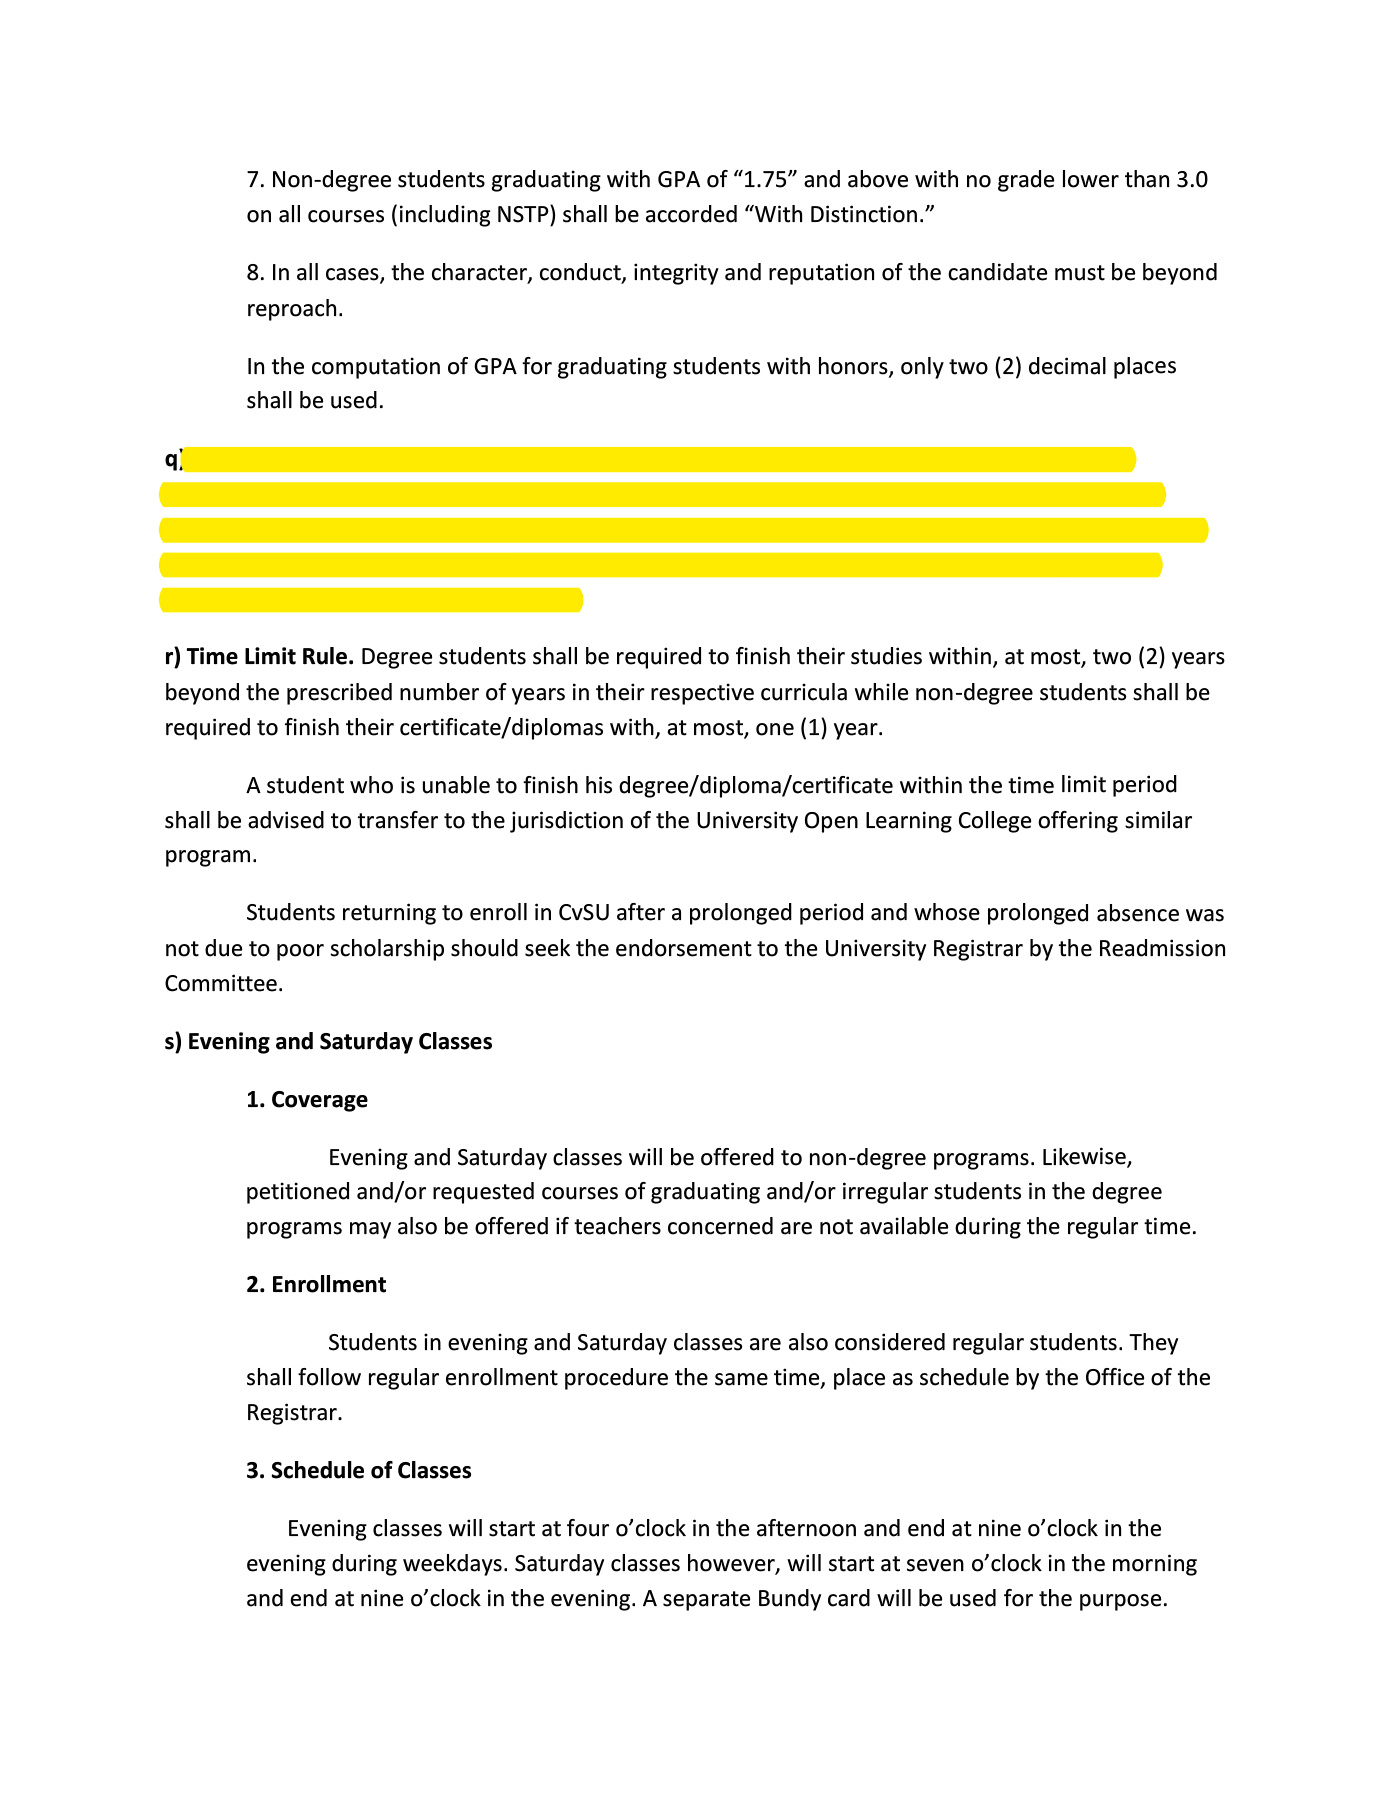 7. Non-degree students graduating with GPA of “1.75” and above with no grade lower than 3.0
on all courses (including NSTP) shall be accorded “With Distinction.”
8. In all cases, the character, conduct, integrity and reputation of the candidate must be beyond
reproach.
In the computation of GPA for graduating students with honors, only two (2) decimal places
shall be used.
q)
r) Time Limit Rule. Degree students shall be required to finish their studies within, at most, two (2) years
beyond the prescribed number of years in their respective curricula while non-degree students shall be
required to finish their certificate/diplomas with, at most, one (1) year.
A student who is unable to finish his degree/diploma/certificate within the time limit period
shall be advised to transfer to the jurisdiction of the University Open Learning College offering similar
program.
Students returning to enroll in CvSU after a prolonged period and whose prolonged absence was
not due to poor scholarship should seek the endorsement to the University Registrar by the Readmission
Committee.
s) Evening and Saturday Classes
1. Coverage
Evening and Saturday classes will be offered to non-degree programs. Likewise,
petitioned and/or requested courses of graduating and/or irregular students in the degree
programs may also be offered if teachers concerned are not available during the regular time.
2. Enrollment
Students in evening and Saturday classes are also considered regular students. They
shall follow regular enrollment procedure the same time, place as schedule by the Office of the
Registrar.
3. Schedule of Classes
Evening classes will start at four o’clock in the afternoon and end at nine o’clock in the
evening during weekdays. Saturday classes however, will start at seven o’clock in the morning
and end at nine o’clock in the evening. A separate Bundy card will be used for the purpose.